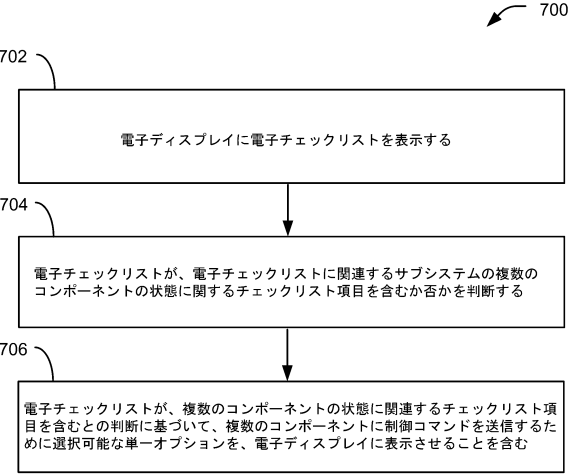 700
702
電子ディスプレイに電子チェックリストを表示する
704
電子チェックリストが、電子チェックリストに関連するサブシステムの複数の
コンポーネントの状態に関するチェックリスト項目を含むか否かを判断する
706
電子チェックリストが、複数のコンポーネントの状態に関連するチェックリスト項
目を含むとの判断に基づいて、複数のコンポーネントに制御コマンドを送信するた
めに選択可能な単一オプションを、電子ディスプレイに表示させることを含む